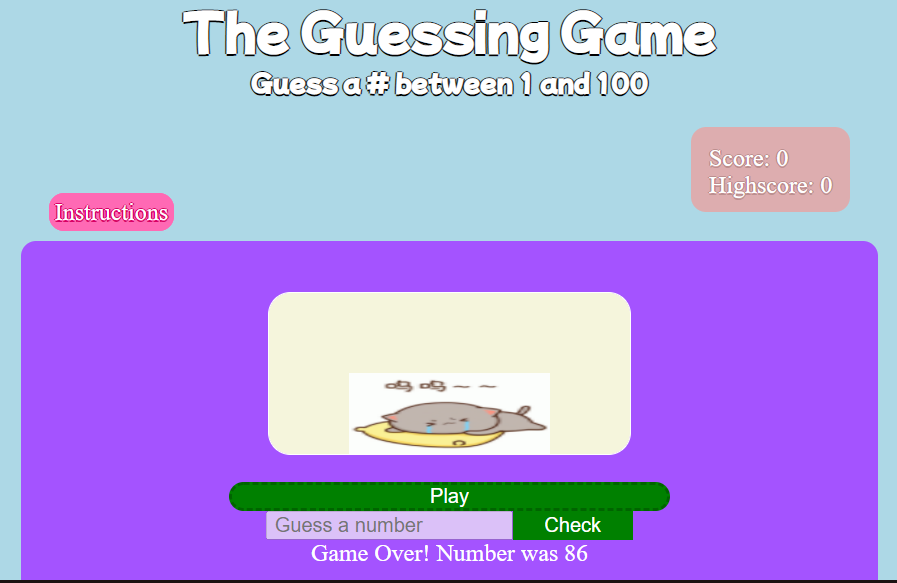 The Guessing Game
Guess a # between 1 and 100
Score: 0
Highscore: 0
Instructions
呜呜~~
Play
Guess a number
Check
Game Over! Number was 86